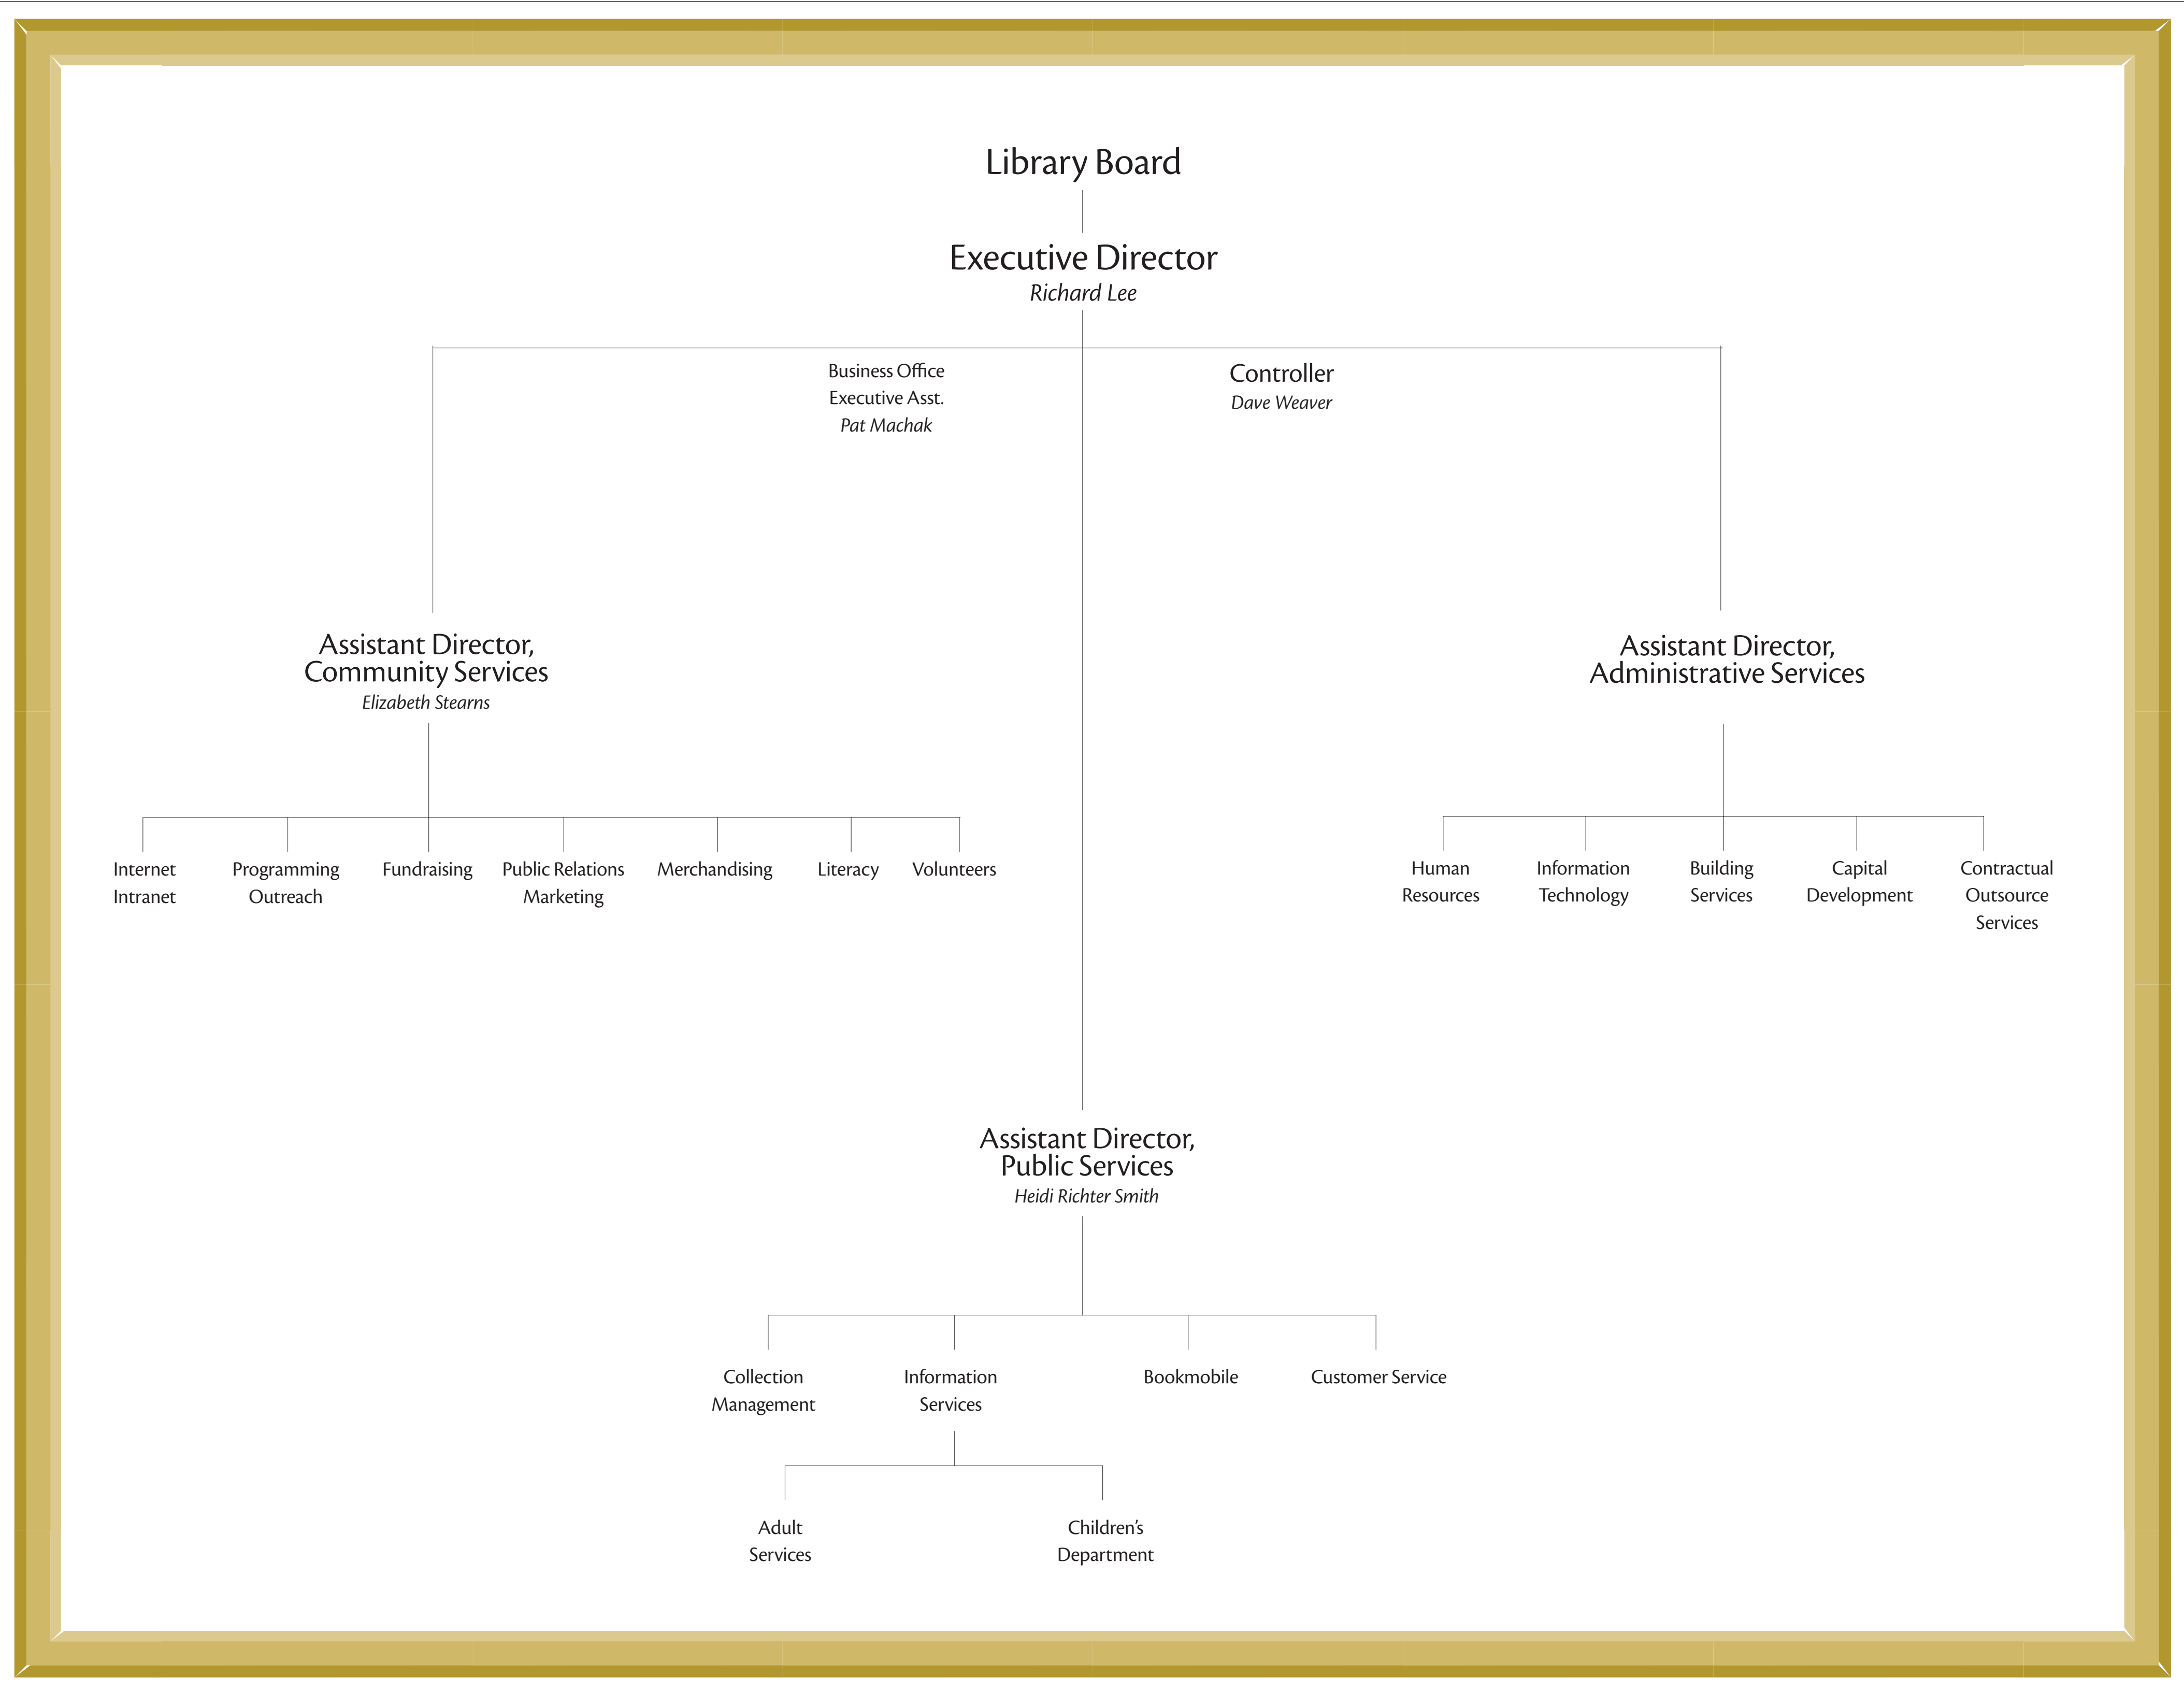 Library Board
Executive Director
Richard Lee
Business Office
Executive Asst.
Pat Machak
Controller
Dave Weaver
Assistant Director,
Community Services
Elizabeth Stearns
Assistant Director,
Administrative Services
Internet
Intranet
Programming
Outreach
Fundraising
Public Relations
Marketing
Merchandising
Literacy
Volunteers
Human
Resources
Information
Technology
Building
Services
Capital
Development
Contractual
Outsource
Services
Assistant Director,
Public Services
Heidi Richter Smith
Collection
Management
Information
Services
Bookmobile
Customer Service
Adult
Services
Children’s
Department